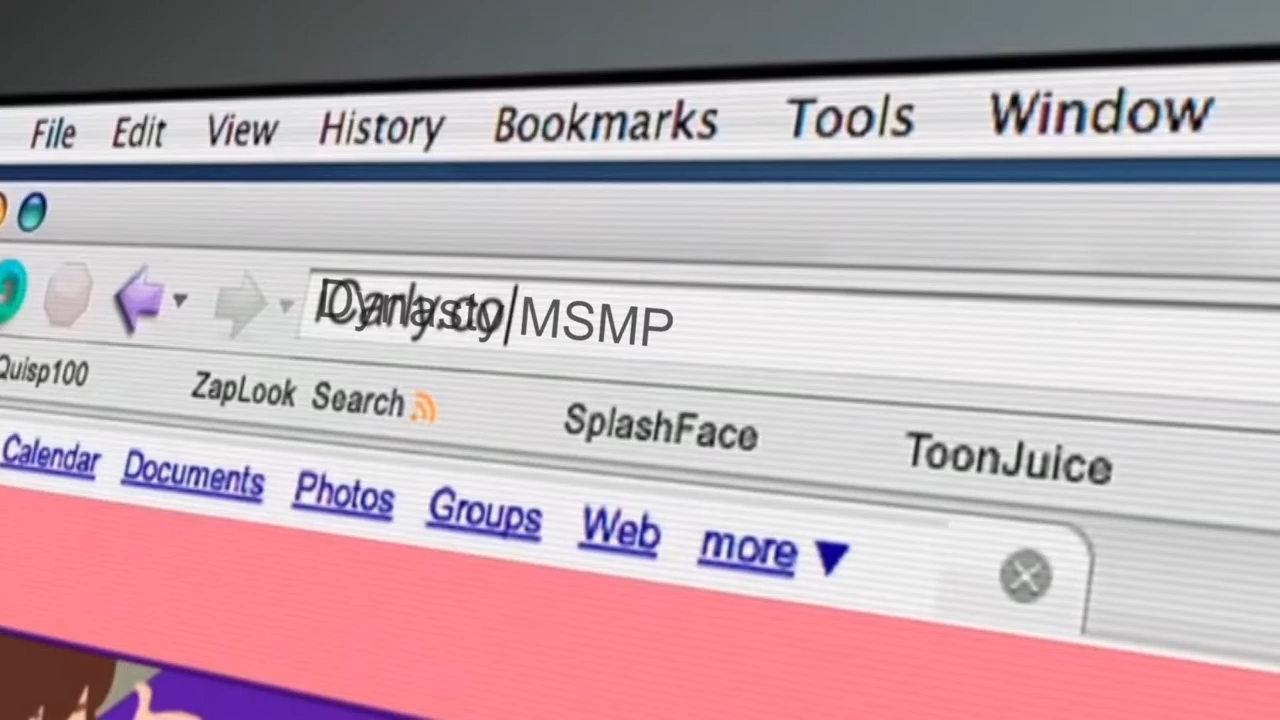 File Edit View History Bookmarks Tools Window
MSMP
Quisp100 ZapLook Search SplashFace ToonJuice
Calendar Documents Photos Groups Web more ▼